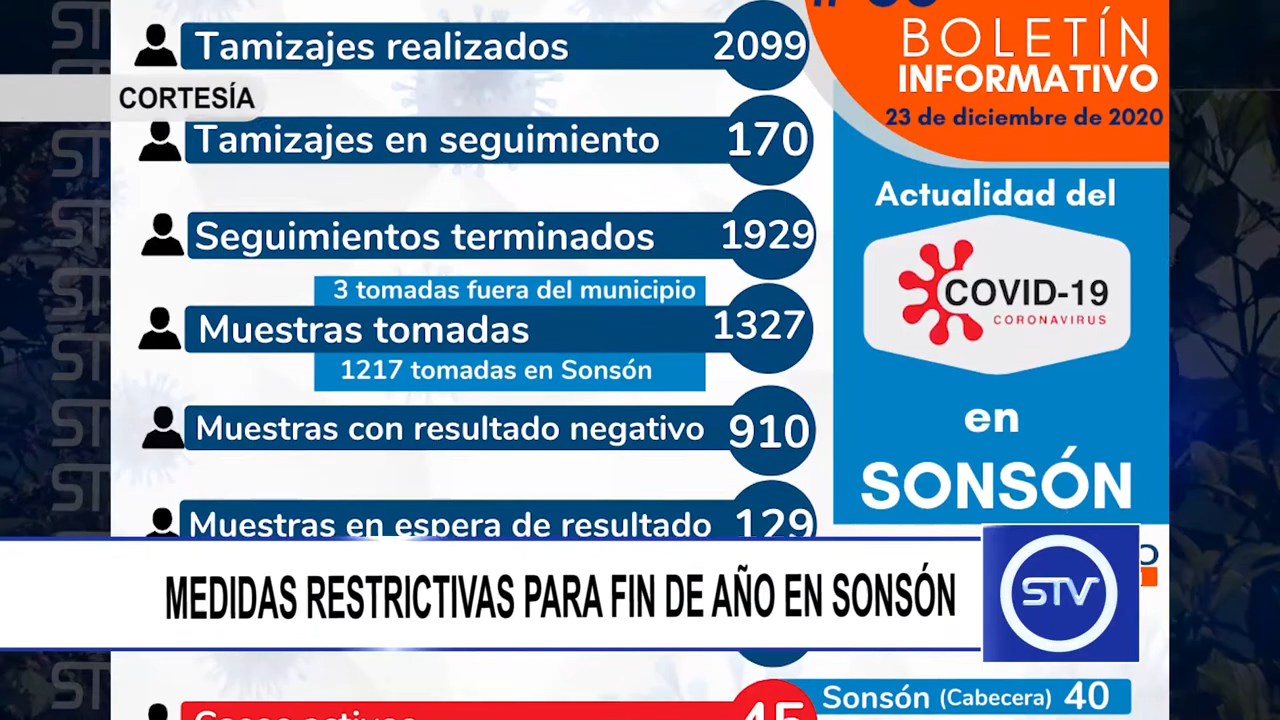 Tamizajes realizados 2099
CORTESÍA
Tamizajes en seguimiento 170
Seguimientos terminados 1929
3 tomadas fuera del municipio
Muestras tomadas 1327
1217 tomadas en Sonsón
Muestras con resultado negativo 910
Muestras en espera de resultado 129
BOLETÍN
INFORMATIVO
23 de diciembre de 2020
Actualidad del
COVID-19
CORONAVIRUS
en
SONSÓN
MEDIDAS RESTRICTIVAS PARA FIN DE AÑO EN SONSÓN
STV
Casos activos 45
Sonsón (Cabecera) 40